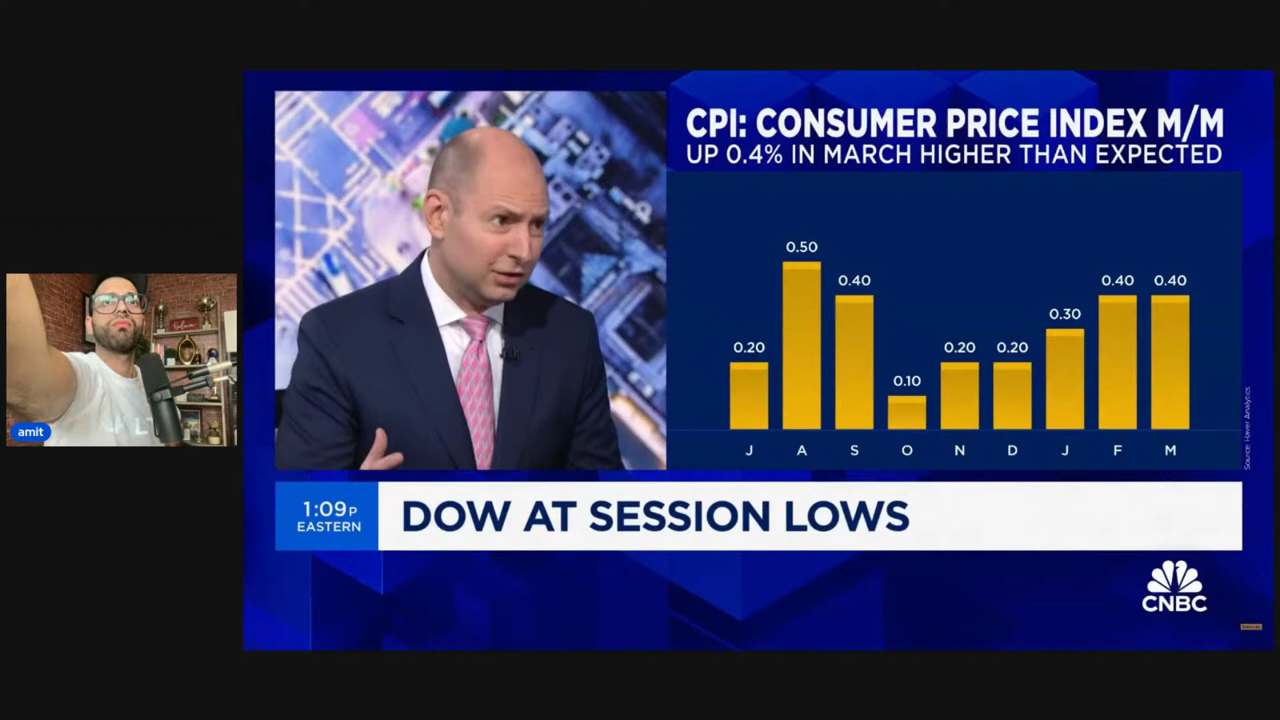 amit
CPI: CONSUMER PRICE INDEX M/M
UP 0.4% IN MARCH HIGHER THAN EXPECTED
0.20
0.50
0.40
0.10
0.20
0.20
0.30
0.40
0.40
J A S O N D J F M
Source: Haver Analytics
1:09P
EASTERN
DOW AT SESSION LOWS
CNBC